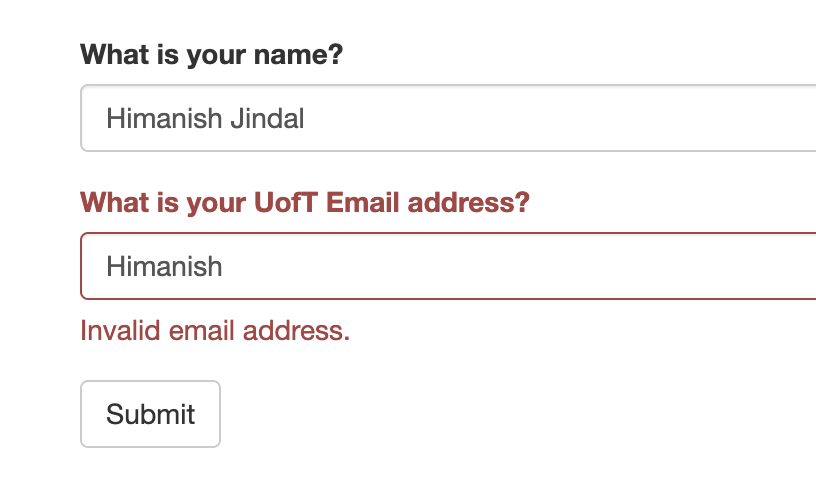 What is your name?
Himanish Jindal
What is your UofT Email address?
Himanish
Invalid email address.
Submit